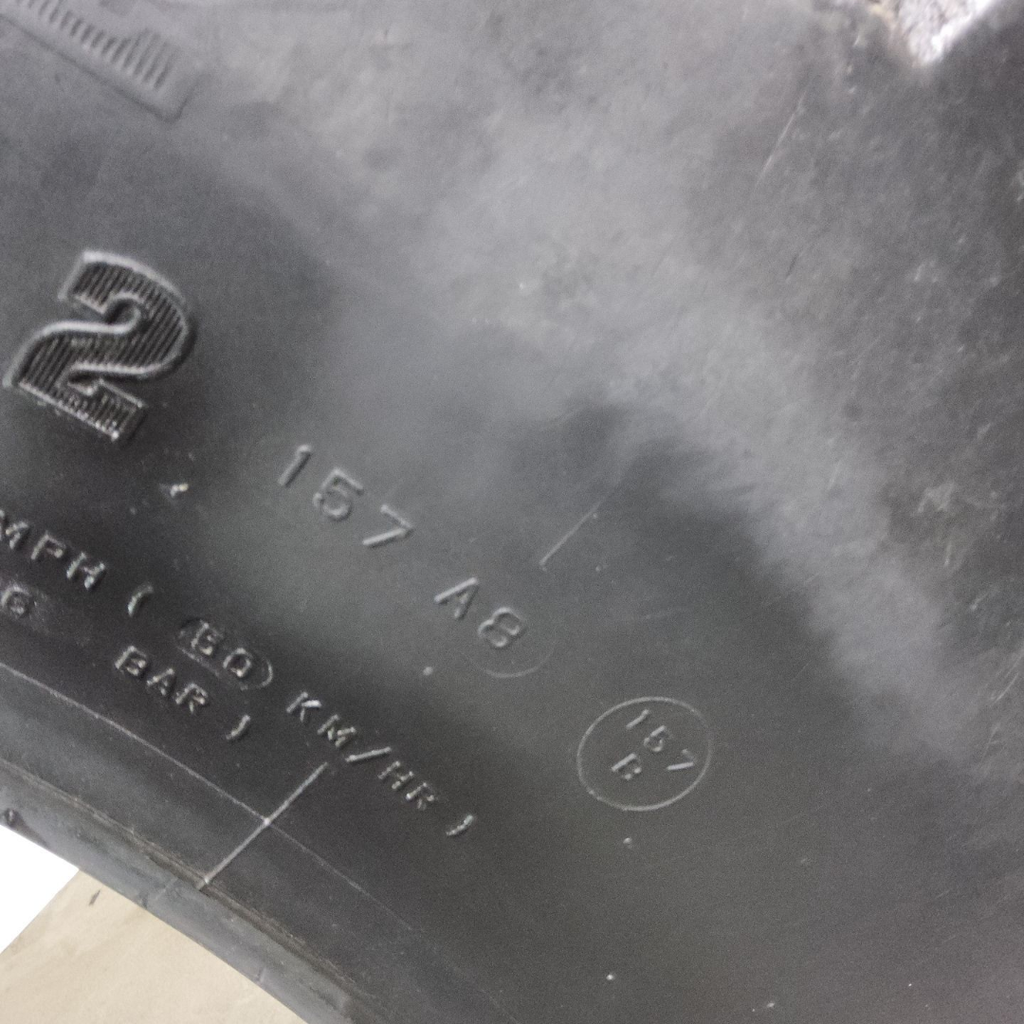 2
157 A8
MPH ( 50 KM/HR )
BAR )
157
B